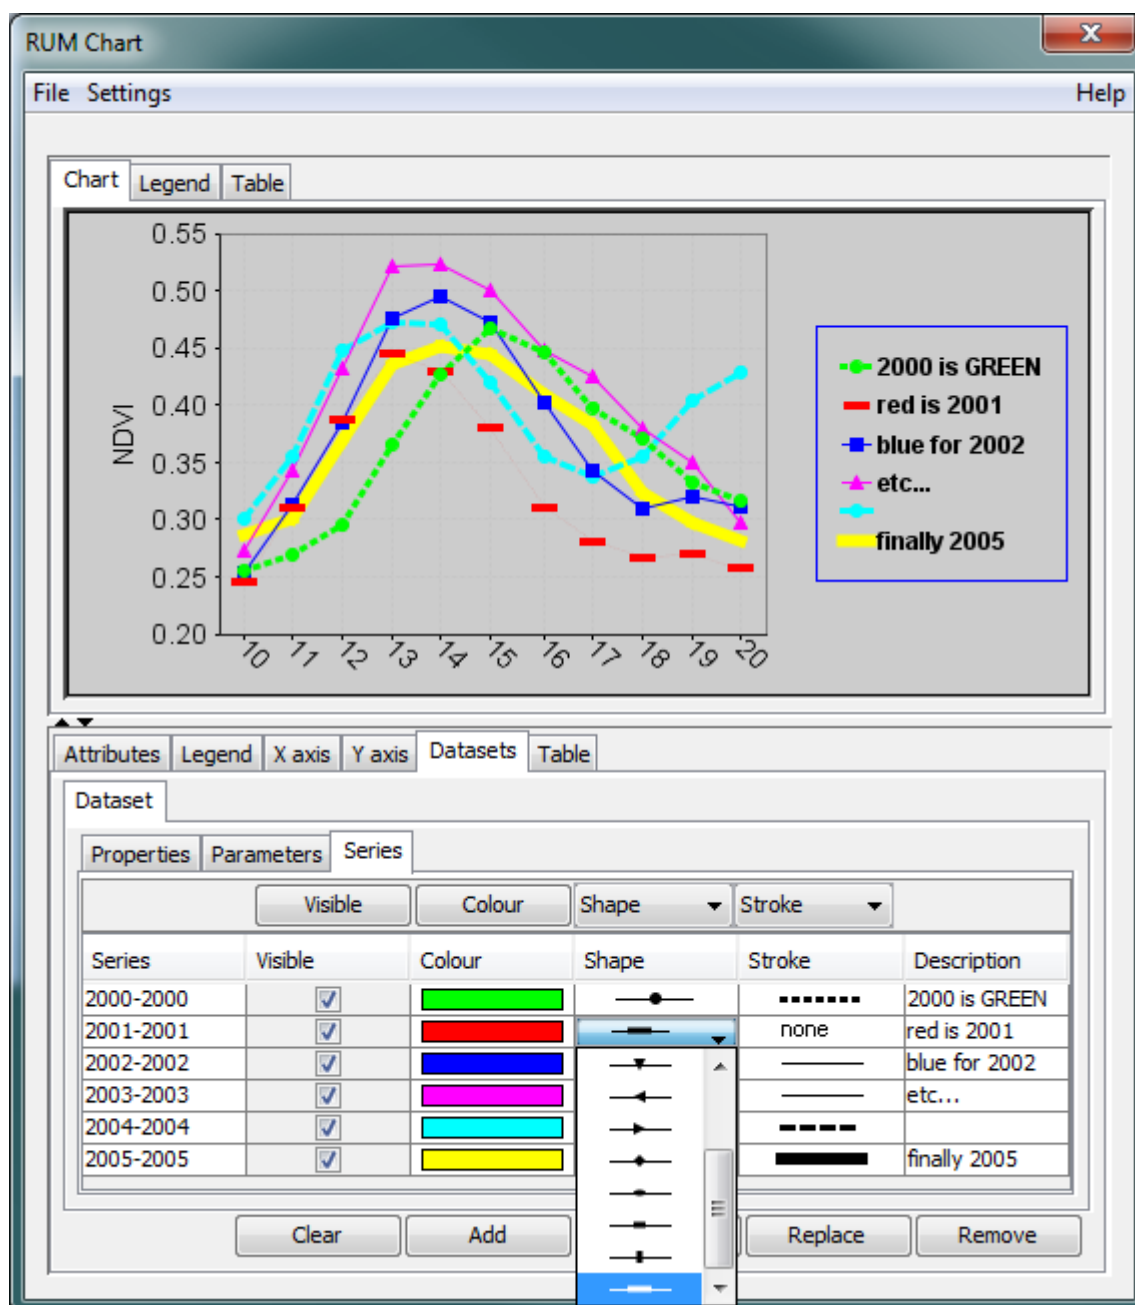 RUM Chart
File Settings Help
Chart Legend Table
0.55
0.50
0.45
0.40
0.35
0.30
0.25
0.20
NDVI
10 11 12 13 14 15 16 17 18 19 20
2000 is GREEN
red is 2001
blue for 2002
etc...
finally 2005
Attributes Legend X axis Y axis Datasets Table
Dataset
Properties Parameters Series
Visible Colour Shape Stroke
Series Visible Colour Shape Stroke Description
2000-2000 2000 is GREEN
2001-2001 none red is 2001
2002-2002 blue for 2002
2003-2003 etc...
2004-2004
2005-2005 finally 2005
Clear Add Replace Remove